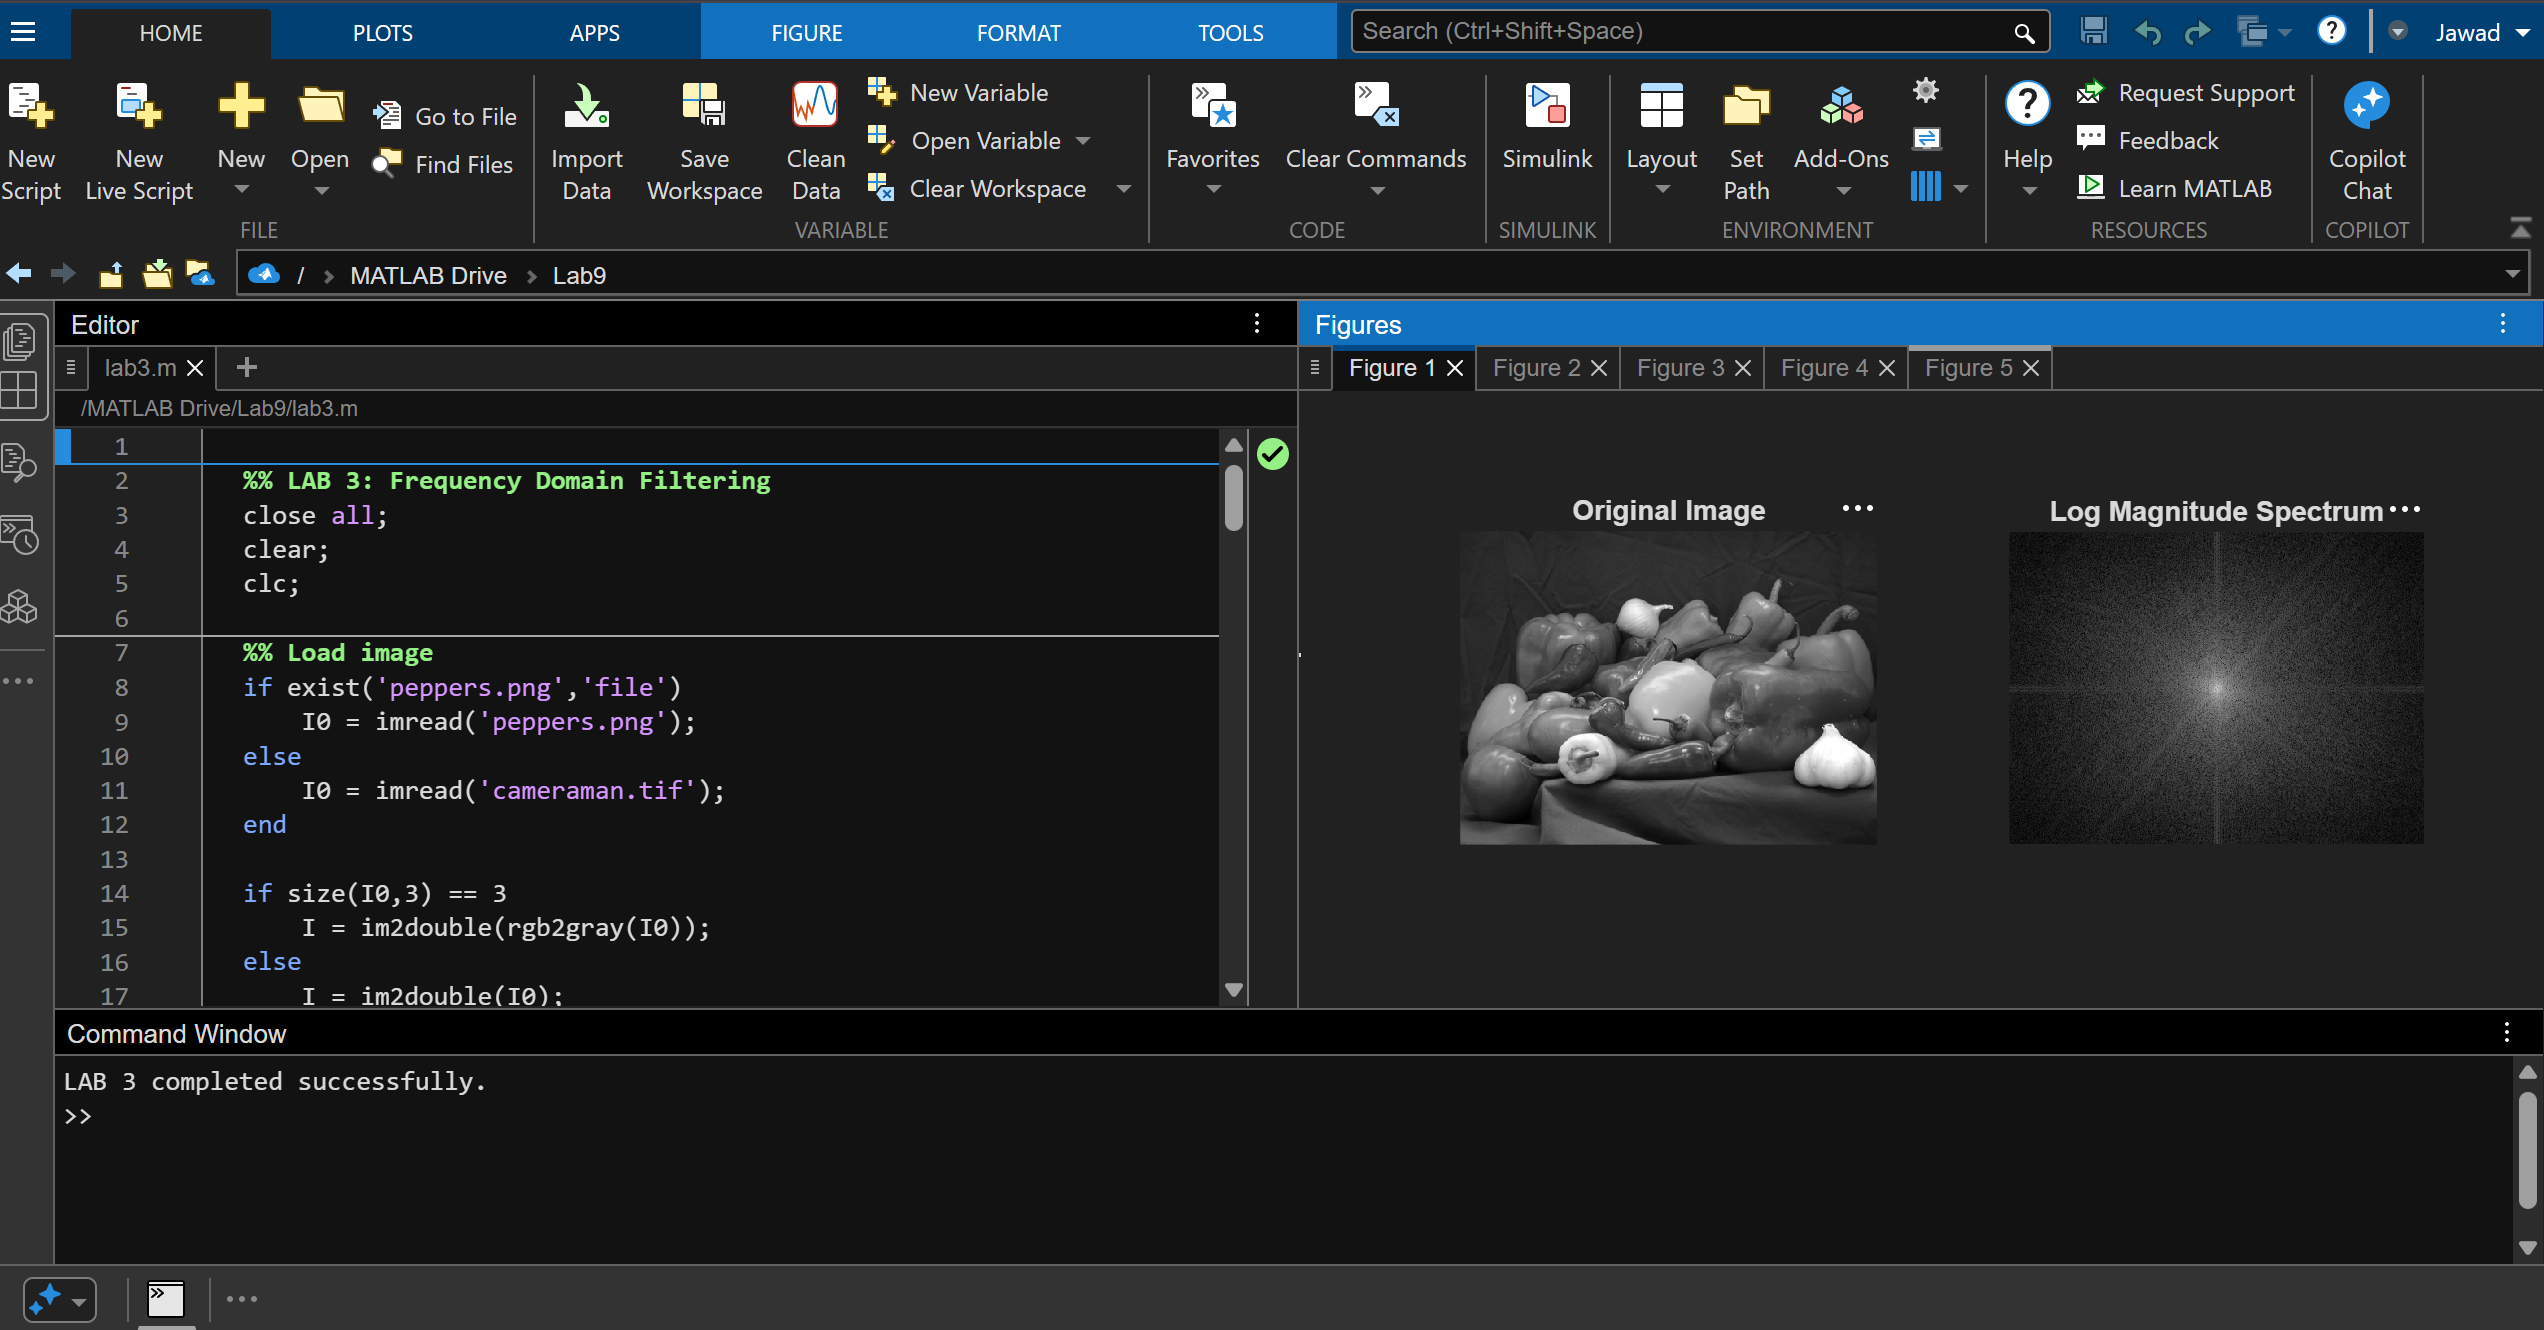 HOME PLOTS APPS FIGURE FORMAT TOOLS Search (Ctrl+Shift+Space) Jawad
New Script
New Live Script
New
Open
Go to File
Find Files
FILE
Import Data
Save Workspace
Clean Data
New Variable
Open Variable
Clear Workspace
VARIABLE
Favorites
Clear Commands
CODE
Simulink
SIMULINK
Layout
Set Path
Add-Ons
ENVIRONMENT
Help
Request Support
Feedback
Learn MATLAB
RESOURCES
Copilot Chat
COPILOT
/ › MATLAB Drive › Lab9
Editor
lab3.m
/MATLAB Drive/Lab9/lab3.m
1
2 %% LAB 3: Frequency Domain Filtering
3 close all;
4 clear;
5 clc;
6
7 %% Load image
8 if exist('peppers.png','file')
9 I0 = imread('peppers.png');
10 else
11 I0 = imread('cameraman.tif');
12 end
13
14 if size(I0,3) == 3
15 I = im2double(rgb2gray(I0));
16 else
17 I = im2double(I0);
Figures
Figure 1 Figure 2 Figure 3 Figure 4 Figure 5
Original Image
Log Magnitude Spectrum
Command Window
LAB 3 completed successfully.
>>